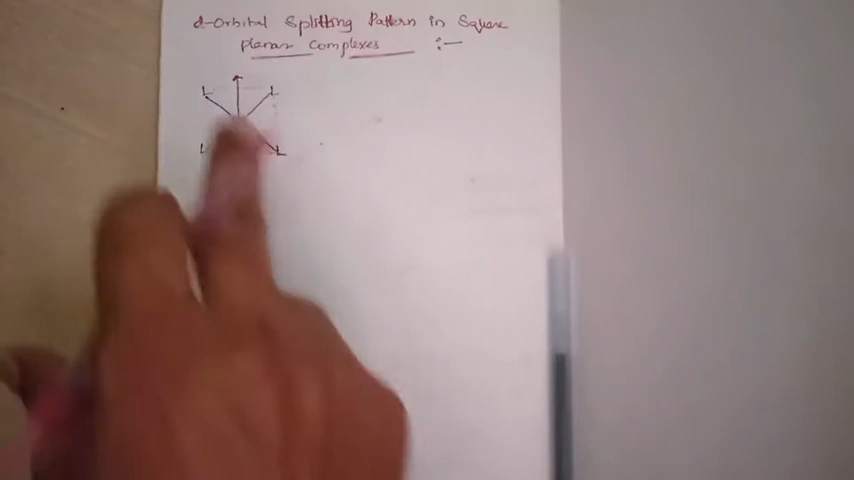 d-Orbital Splitting Pattern in Square
planar Complexes :-
L L
L L